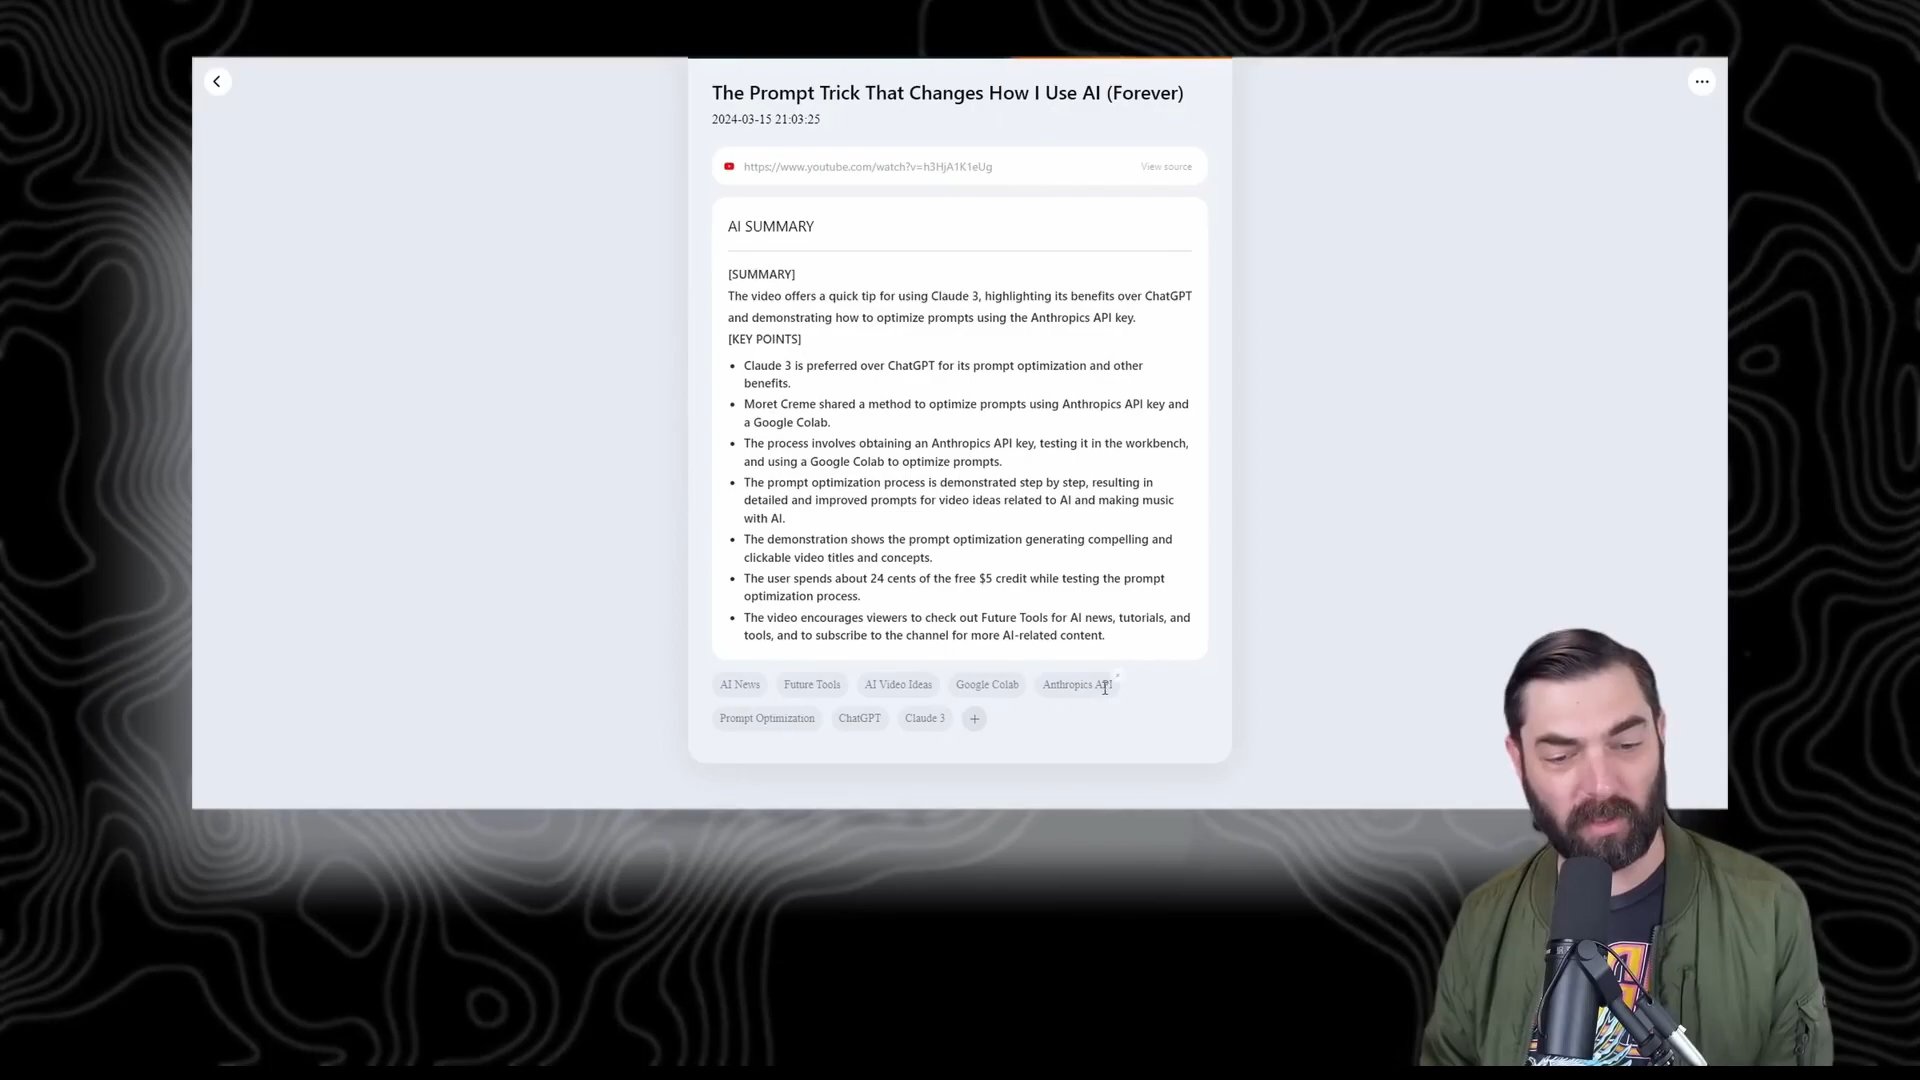 The Prompt Trick That Changes How I Use AI (Forever)
2024-03-15 21:03:25
https://www.youtube.com/watch?v=h3HjA1K1eUg
View source
AI SUMMARY
[SUMMARY]
The video offers a quick tip for using Claude 3, highlighting its benefits over ChatGPT
and demonstrating how to optimize prompts using the Anthropics API key.
[KEY POINTS]
• Claude 3 is preferred over ChatGPT for its prompt optimization and other
benefits.
• Moret Creme shared a method to optimize prompts using Anthropics API key and
a Google Colab.
• The process involves obtaining an Anthropics API key, testing it in the workbench,
and using a Google Colab to optimize prompts.
• The prompt optimization process is demonstrated step by step, resulting in
detailed and improved prompts for video ideas related to AI and making music
with AI.
• The demonstration shows the prompt optimization generating compelling and
clickable video titles and concepts.
• The user spends about 24 cents of the free $5 credit while testing the prompt
optimization process.
• The video encourages viewers to check out Future Tools for AI news, tutorials, and
tools, and to subscribe to the channel for more AI-related content.
AI News Future Tools AI Video Ideas Google Colab Anthropics API
Prompt Optimization ChatGPT Claude 3 +